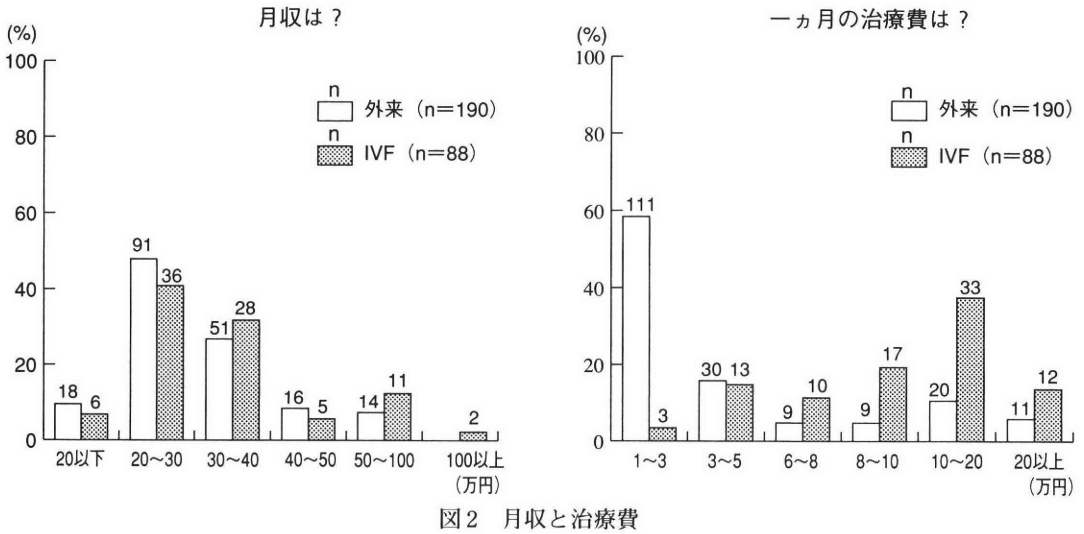 月収は？
(%)
100
80
60
40
20
0
n
外来（n＝190）
n
IVF（n＝88）
18
6
91
36
51
28
16
5
14
11
2
20以下
20〜30
30〜40
40〜50
50〜100
100以上
（万円）
一ヵ月の治療費は？
(%)
100
80
60
40
20
0
n
外来（n＝190）
n
IVF（n＝88）
111
3
30
13
9
10
9
17
20
33
11
12
1〜3
3〜5
6〜8
8〜10
10〜20
20以上
（万円）
図2　月収と治療費